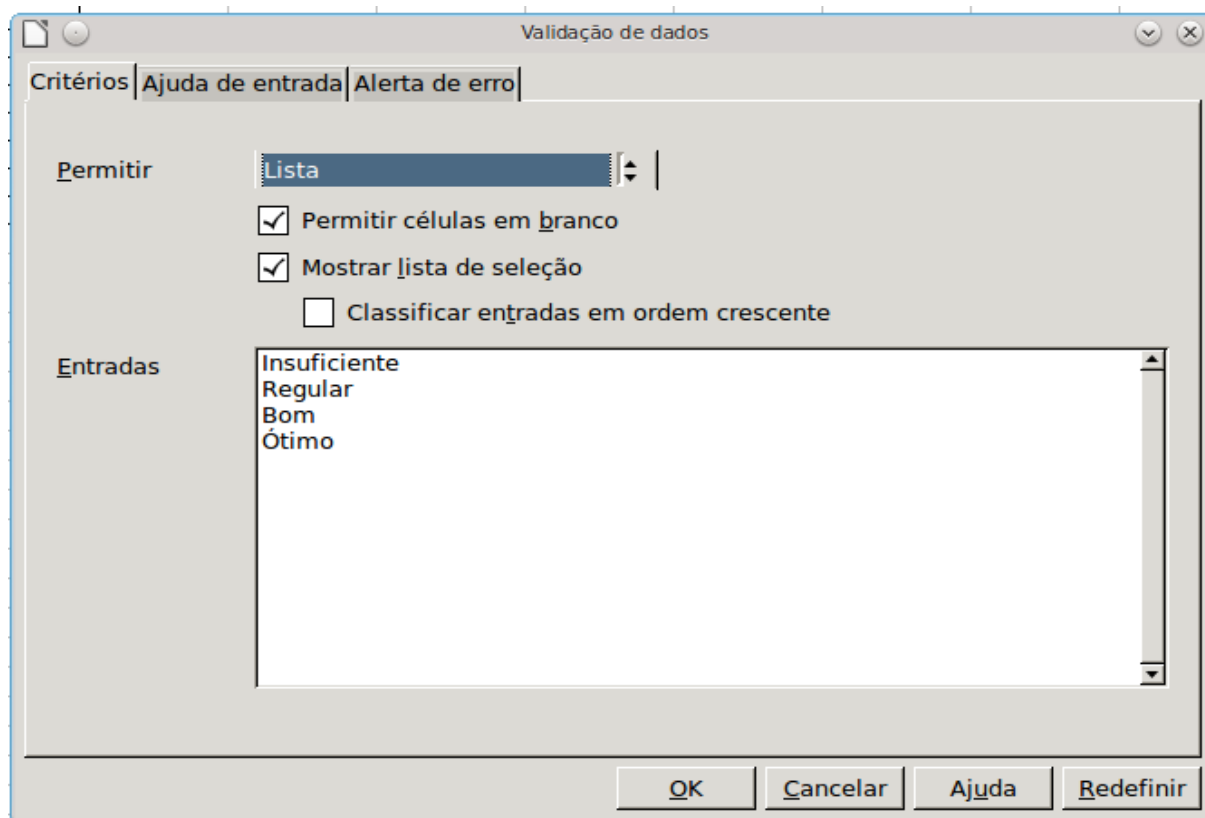 Validação de dados
Critérios Ajuda de entrada Alerta de erro
Permitir Lista
Permitir células em branco
Mostrar lista de seleção
Classificar entradas em ordem crescente
Entradas Insuficiente
Regular
Bom
Ótimo
OK Cancelar Ajuda Redefinir